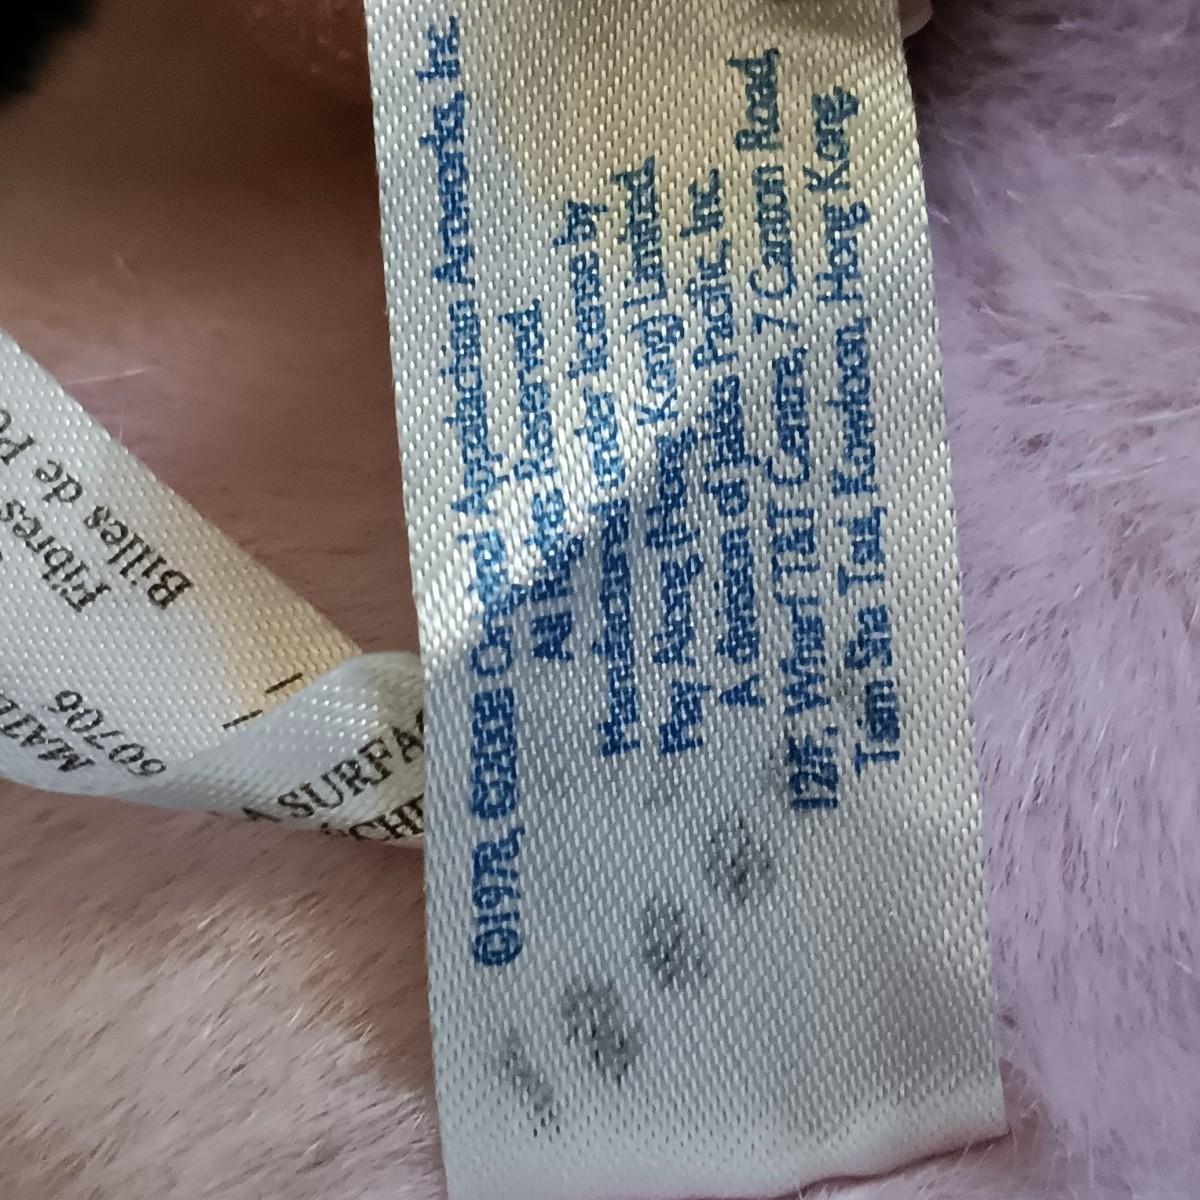 ©1978, ©2004 Original Appalachian Artworks, Inc.
All Rights Reserved.
Manufactured under license by
Play Along (Hong Kong) Limited.
A division of Jakks Pacific, Inc.
12/F, Wharf T&T Centre, 7 Canton Road,
Tsim Sha Tsui, Kowloon, Hong Kong
Fibres
Billes de
60706
A SURFA